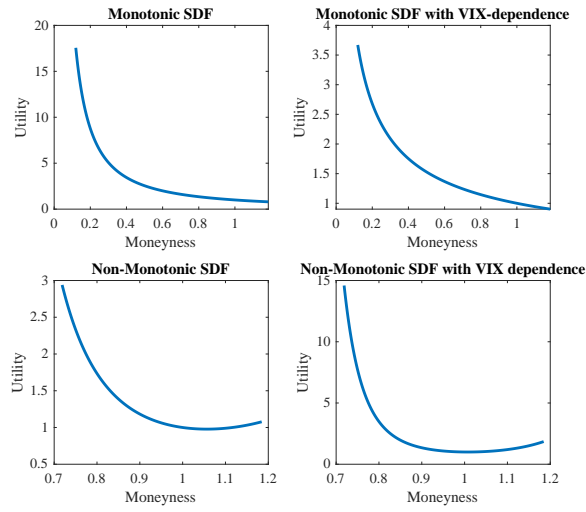 Monotonic SDF
20
15
10
5
0
Utility
0 0.2 0.4 0.6 0.8 1
Moneyness
Monotonic SDF with VIX-dependence
4
3.5
3
2.5
2
1.5
1
Utility
0 0.2 0.4 0.6 0.8 1
Moneyness
Non-Monotonic SDF
3
2.5
2
1.5
1
0.5
Utility
0.7 0.8 0.9 1 1.1 1.2
Moneyness
Non-Monotonic SDF with VIX dependence
15
10
5
0
Utility
0.7 0.8 0.9 1 1.1 1.2
Moneyness